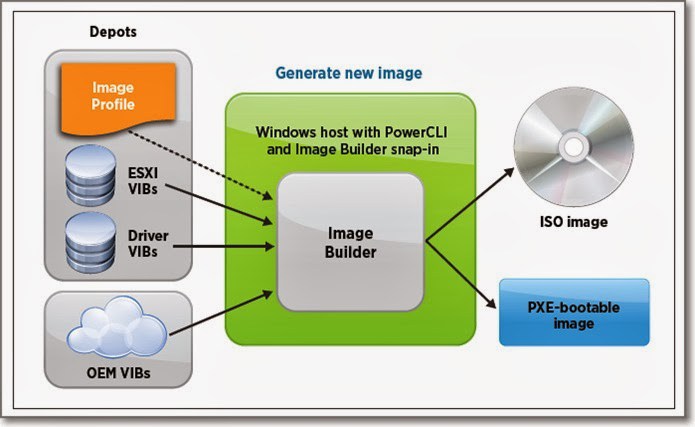 Depots
Image
Profile
ESXI
VIBs
Driver
VIBs
OEM VIBs
Generate new image
Windows host with PowerCLI
and Image Builder snap-in
Image
Builder
ISO image
PXE-bootable
image